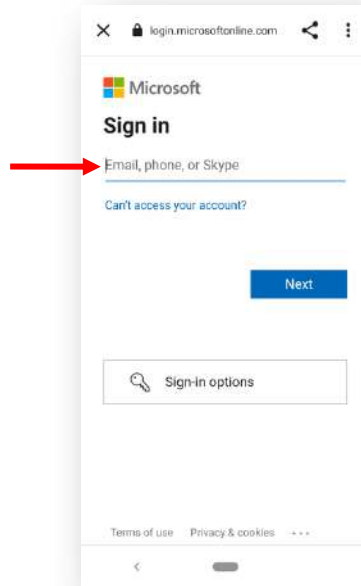 login.microsoftonline.com
Microsoft
Sign in
Email, phone, or Skype
Can't access your account?
Next
Sign-in options
Terms of use Privacy & cookies ...